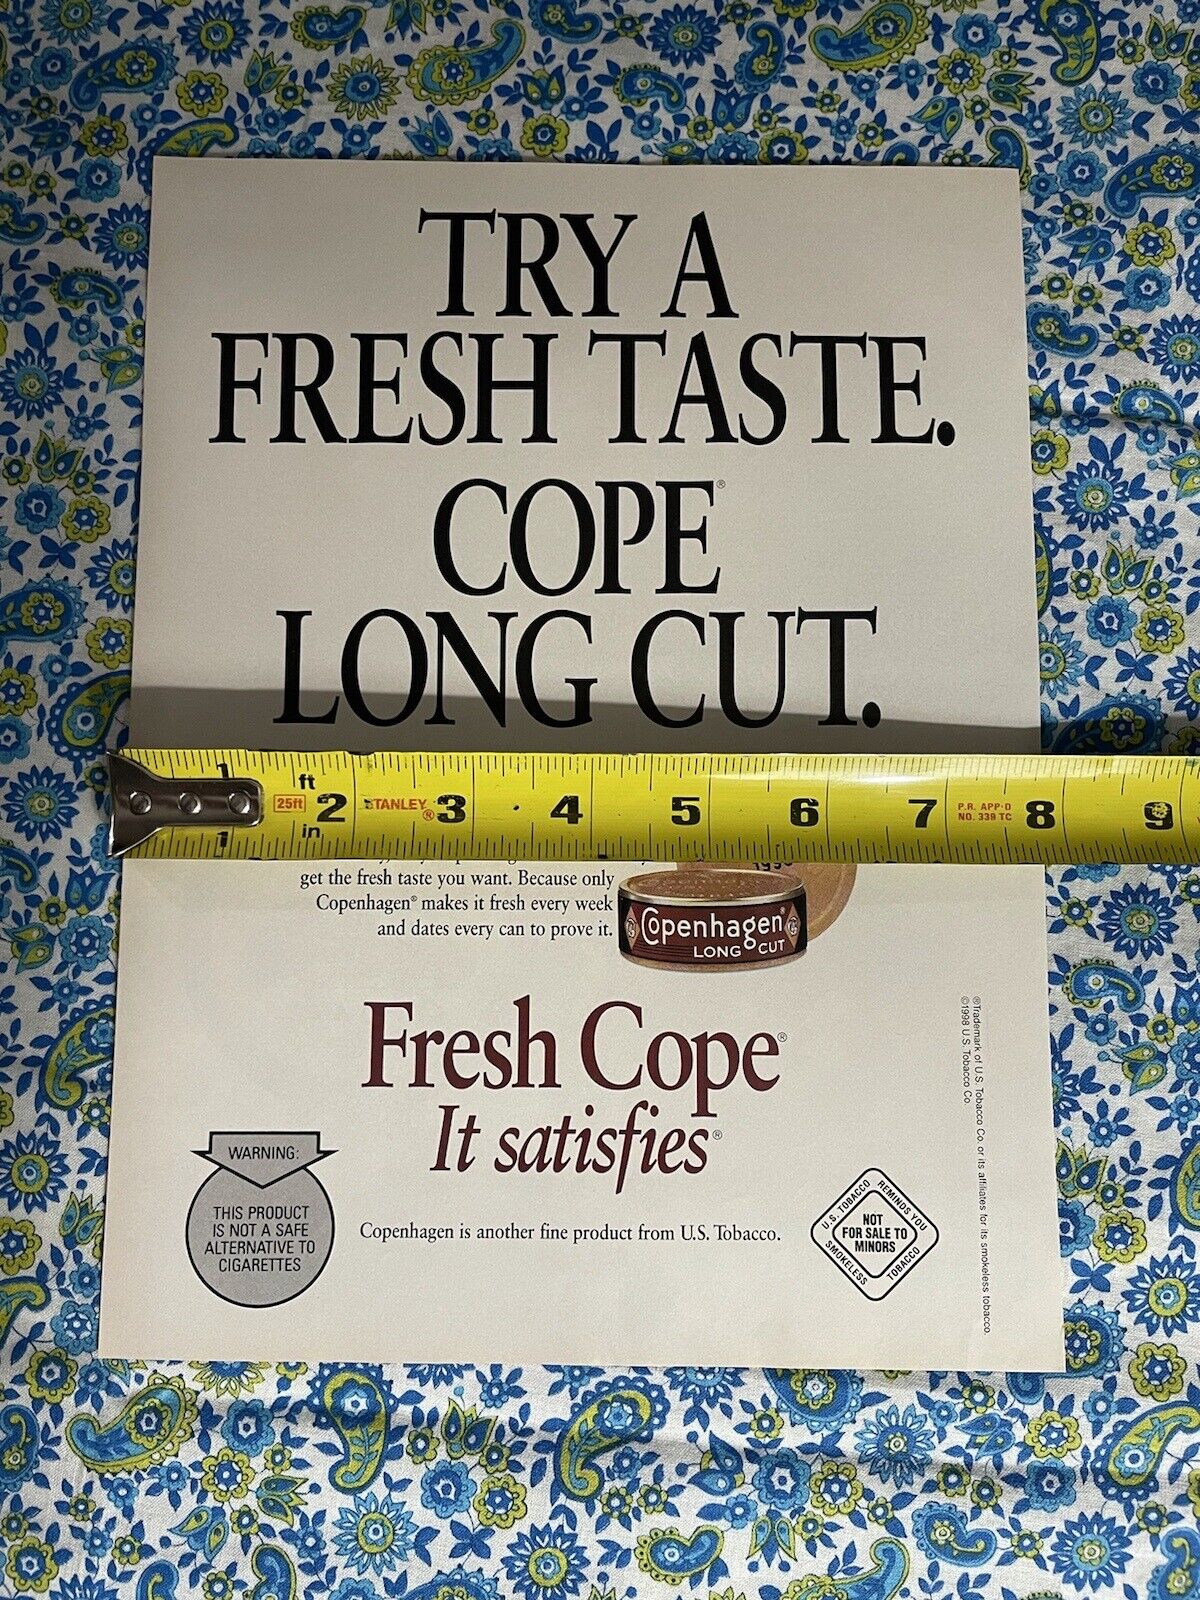 TRY A
FRESH TASTE.
COPE®
LONG CUT.
1 ft 25ft 2 STANLEY® 3 4 5 6 7 P.R. APP'D NO. 339 TC 8 9
1 in
get the fresh taste you want. Because only
Copenhagen® makes it fresh every week
and dates every can to prove it.
Copenhagen®
LONG CUT
Fresh Cope®
It satisfies®
WARNING:
THIS PRODUCT
IS NOT A SAFE
ALTERNATIVE TO
CIGARETTES
Copenhagen is another fine product from U.S. Tobacco.
U.S. TOBACCO REMINDS YOU
NOT
FOR SALE TO
MINORS
SMOKELESS TOBACCO
®Trademark of U.S. Tobacco Co. or its affiliates for its smokeless tobacco.
©1998 U.S. Tobacco Co.